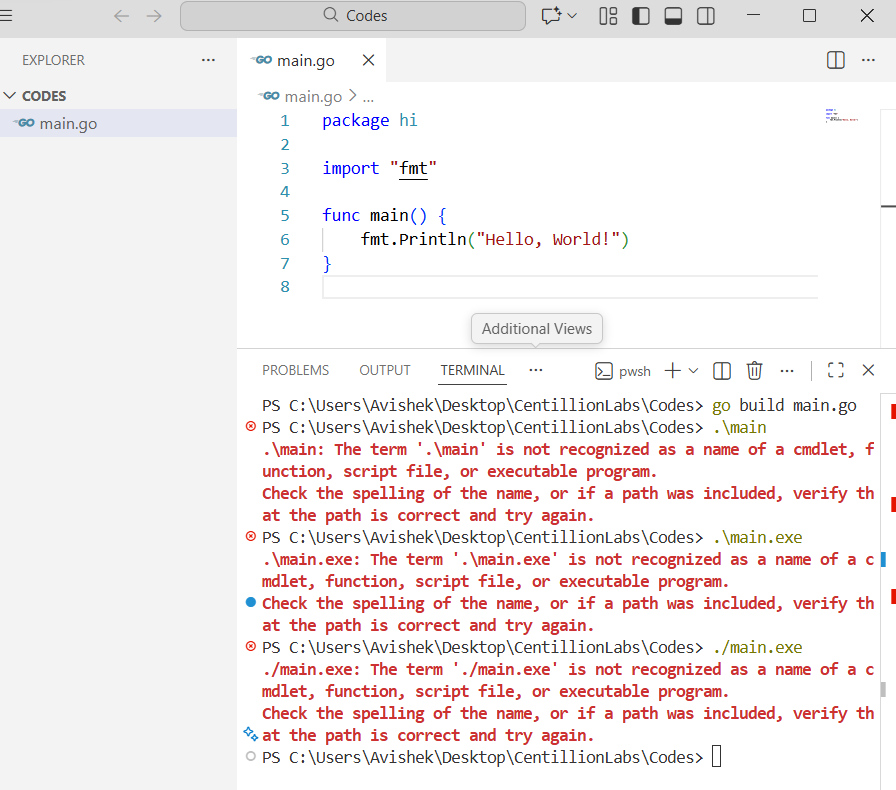 Codes
EXPLORER
CODES
GO main.go
GO main.go
GO main.go > ...
1 package hi
2
3 import "fmt"
4
5 func main() {
6 fmt.Println("Hello, World!")
7 }
8
Additional Views
PROBLEMS OUTPUT TERMINAL ... pwsh
PS C:\Users\Avishek\Desktop\CentillionLabs\Codes> go build main.go
PS C:\Users\Avishek\Desktop\CentillionLabs\Codes> .\main
.\main: The term '.\main' is not recognized as a name of a cmdlet, f
unction, script file, or executable program.
Check the spelling of the name, or if a path was included, verify th
at the path is correct and try again.
PS C:\Users\Avishek\Desktop\CentillionLabs\Codes> .\main.exe
.\main.exe: The term '.\main.exe' is not recognized as a name of a c
mdlet, function, script file, or executable program.
Check the spelling of the name, or if a path was included, verify th
at the path is correct and try again.
PS C:\Users\Avishek\Desktop\CentillionLabs\Codes> ./main.exe
./main.exe: The term './main.exe' is not recognized as a name of a c
mdlet, function, script file, or executable program.
Check the spelling of the name, or if a path was included, verify th
at the path is correct and try again.
PS C:\Users\Avishek\Desktop\CentillionLabs\Codes>